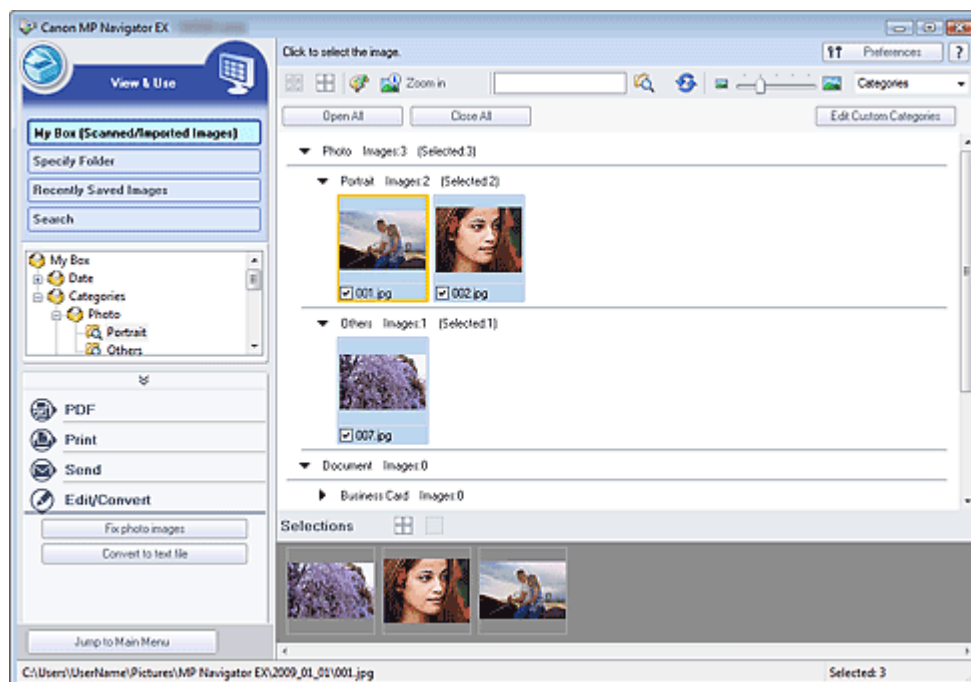 Canon MP Navigator EX
View & Use
My Box (Scanned/Imported Images)
Specify Folder
Recently Saved Images
Search
My Box
Date
Categories
Photo
Portrait
Others
PDF
Print
Send
Edit/Convert
Fix photo images
Convert to text file
Jump to Main Menu
Click to select the image.
Preferences ?
Zoom in
Categories
Open All Close All Edit Custom Categories
Photo Images:3 (Selected:3)
Portrait Images:2 (Selected:2)
001.jpg 002.jpg
Others Images:1 (Selected:1)
007.jpg
Document Images:0
Business Card Images:0
Selections
C:\Users\UserName\Pictures\MP Navigator EX\2009_01_01\001.jpg Selected: 3